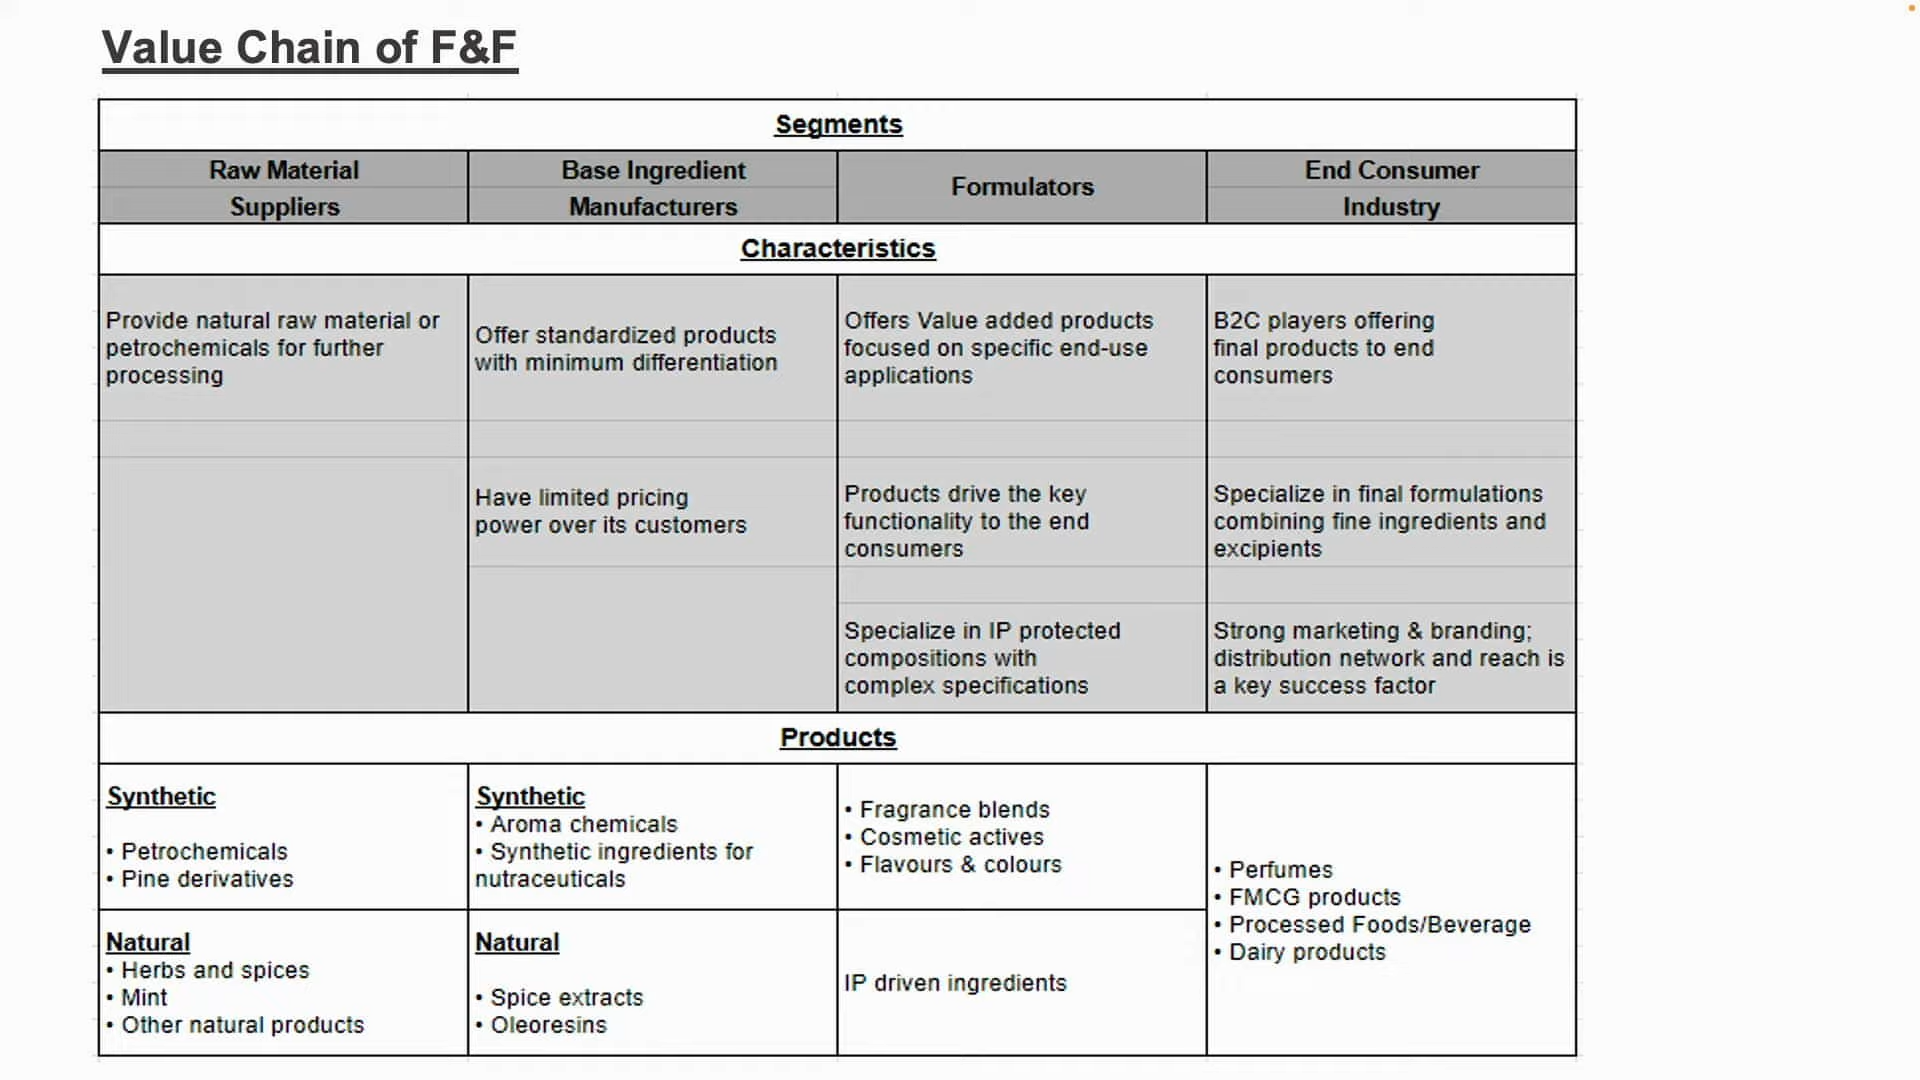 Value Chain of F&F
Segments
Raw Material
Suppliers
Base Ingredient
Manufacturers
Formulators
End Consumer
Industry
Characteristics
Provide natural raw material or
petrochemicals for further
processing
Offer standardized products
with minimum differentiation
Offers Value added products
focused on specific end-use
applications
B2C players offering
final products to end
consumers
Have limited pricing
power over its customers
Products drive the key
functionality to the end
consumers
Specialize in final formulations
combining fine ingredients and
excipients
Specialize in IP protected
compositions with
complex specifications
Strong marketing & branding;
distribution network and reach is
a key success factor
Products
Synthetic
• Petrochemicals
• Pine derivatives
Synthetic
• Aroma chemicals
• Synthetic ingredients for
nutraceuticals
• Fragrance blends
• Cosmetic actives
• Flavours & colours
• Perfumes
• FMCG products
• Processed Foods/Beverage
• Dairy products
Natural
• Herbs and spices
• Mint
• Other natural products
Natural
• Spice extracts
• Oleoresins
IP driven ingredients